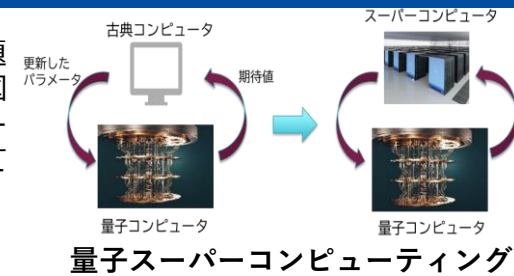 古典コンピュータ
更新した
パラメータ
期待値
量子コンピュータ
スーパーコンピュータ
量子コンピュータ
量子スーパーコンピューティング